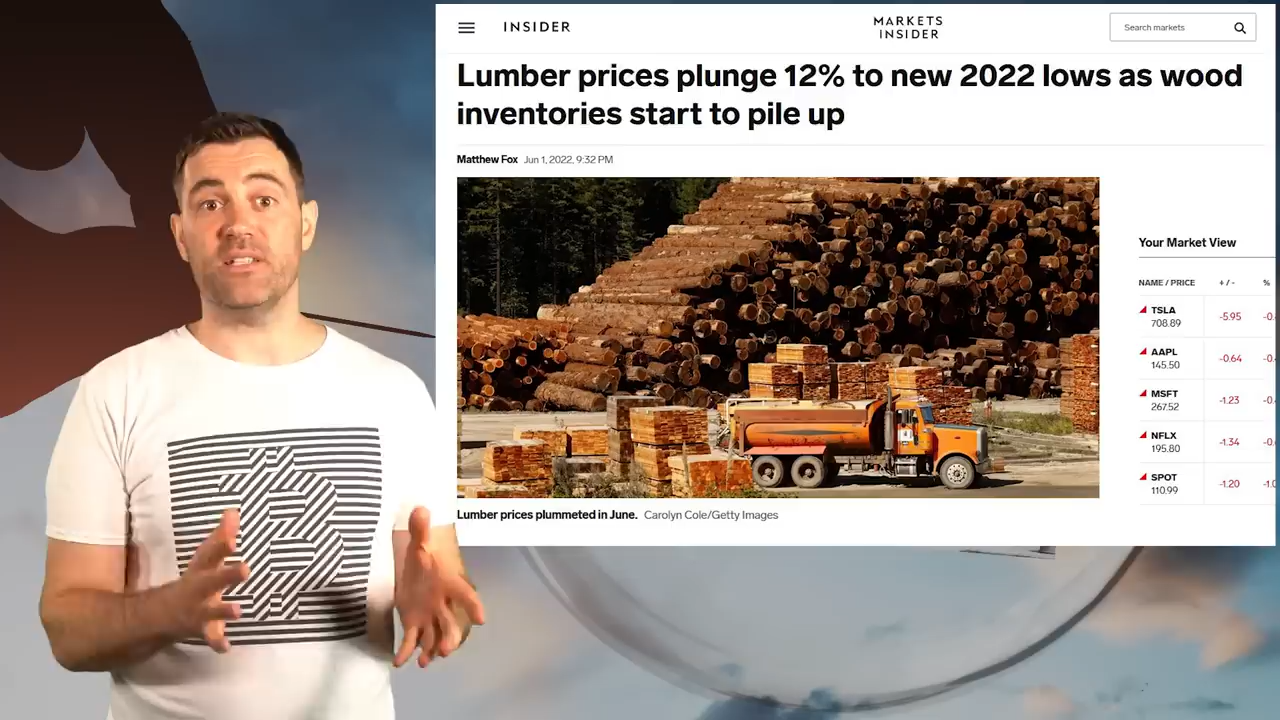 INSIDER
MARKETS
INSIDER
Search markets
Lumber prices plunge 12% to new 2022 lows as wood
inventories start to pile up
Matthew Fox Jun 1, 2022, 9:32 PM
Your Market View
NAME / PRICE + / - %
TSLA
708.89
-5.95
AAPL
145.50
-0.64
MSFT
267.52
-1.23
NFLX
195.80
-1.34
SPOT
110.99
-1.20
Lumber prices plummeted in June. Carolyn Cole/Getty Images